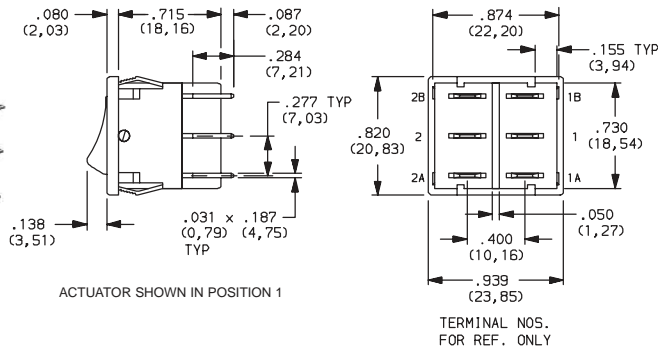 .080
(2,03)
.715
(18,16)
.087
(2,20)
.284
(7,21)
.277 TYP
(7,03)
.138
(3,51)
.031 x .187
(0,79) (4,75)
TYP
ACTUATOR SHOWN IN POSITION 1
.874
(22,20)
.155 TYP
(3,94)
.820
(20,83)
2B
1B
2
1
2A
1A
.730
(18,54)
.050
(1,27)
.400
(10,16)
.939
(23,85)
TERMINAL NOS.
FOR REF. ONLY